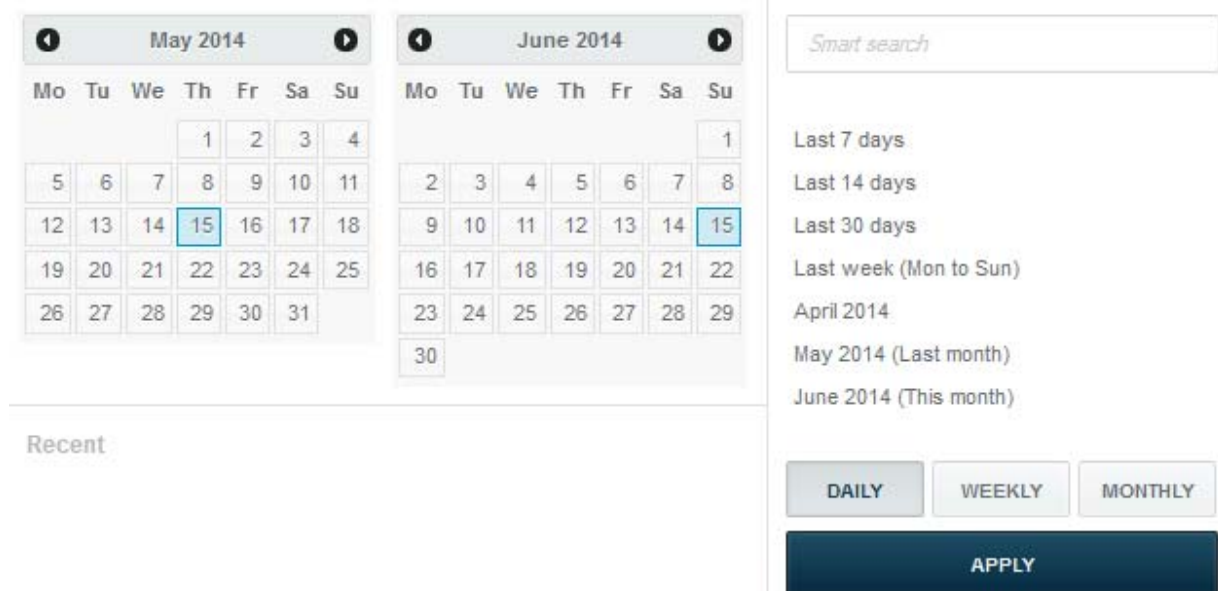 May 2014
Mo Tu We Th Fr Sa Su
1 2 3 4
5 6 7 8 9 10 11
12 13 14 15 16 17 18
19 20 21 22 23 24 25
26 27 28 29 30 31
June 2014
Mo Tu We Th Fr Sa Su
1
2 3 4 5 6 7 8
9 10 11 12 13 14 15
16 17 18 19 20 21 22
23 24 25 26 27 28 29
30
Recent
Smart search
Last 7 days
Last 14 days
Last 30 days
Last week (Mon to Sun)
April 2014
May 2014 (Last month)
June 2014 (This month)
DAILY WEEKLY MONTHLY
APPLY